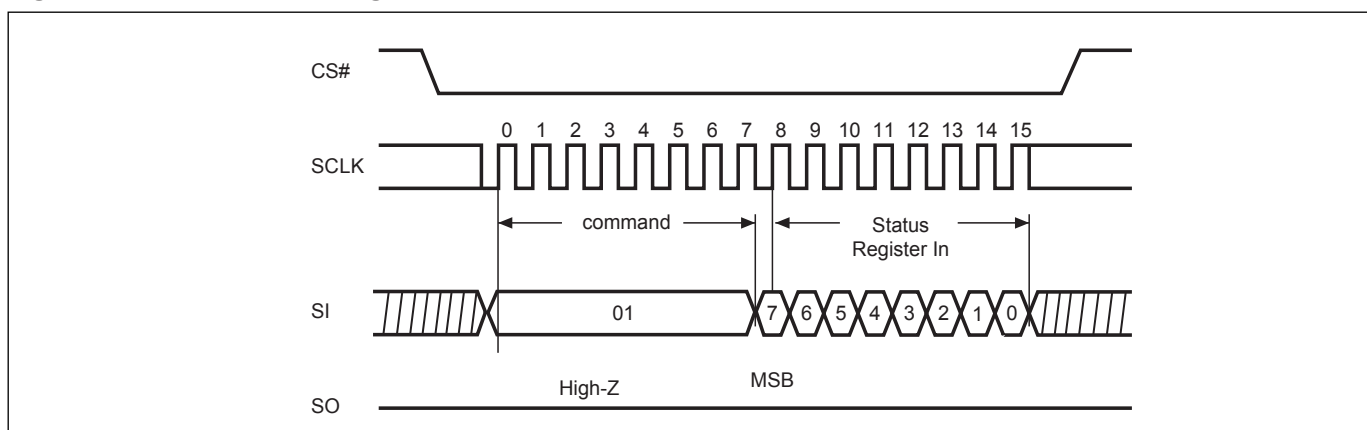 CS#
0 1 2 3 4 5 6 7 8 9 10 11 12 13 14 15
SCLK
command
Status
Register In
SI
01
7 6 5 4 3 2 1 0
High-Z
MSB
SO